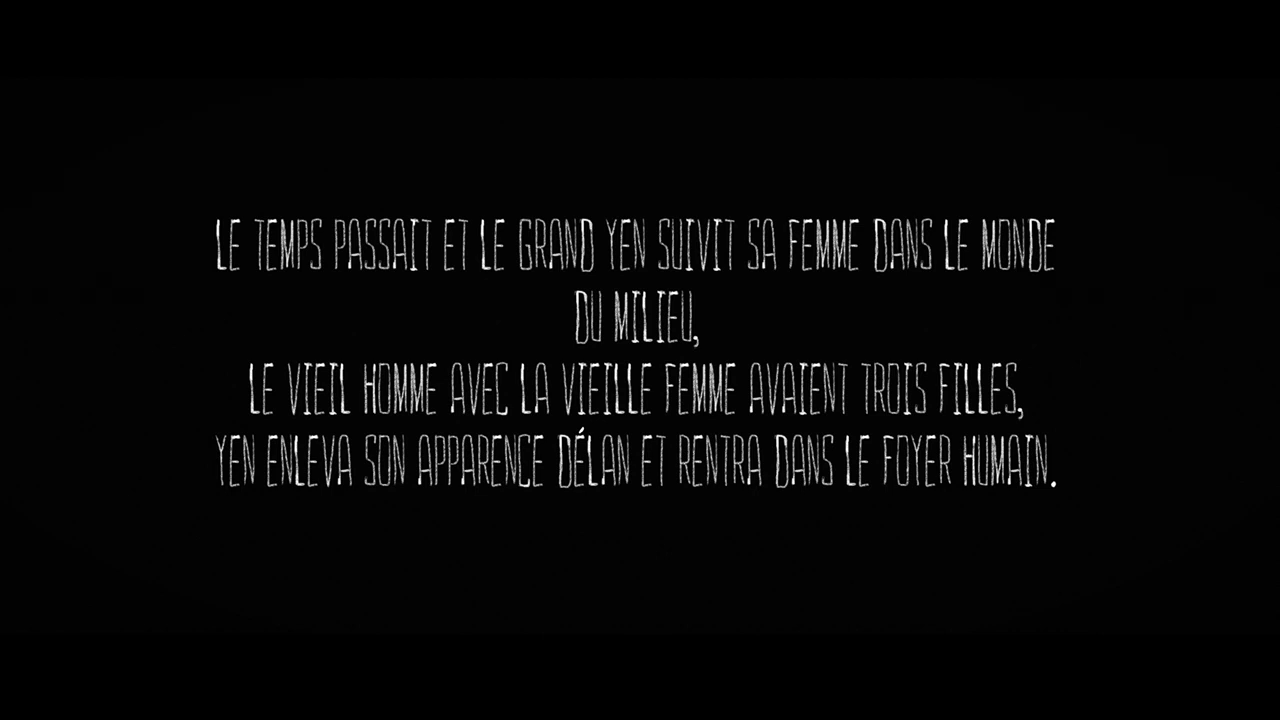 LE TEMPS PASSAIT ET LE GRAND YEN SUIVIT SA FEMME DANS LE MONDE
DU MILIEU,
LE VIEIL HOMME AVEC LA VIEILLE FEMME AVAIENT TROIS FILLES,
YEN ENLEVA SON APPARENCE DÉLAN ET RENTRA DANS LE FOYER HUMAIN.